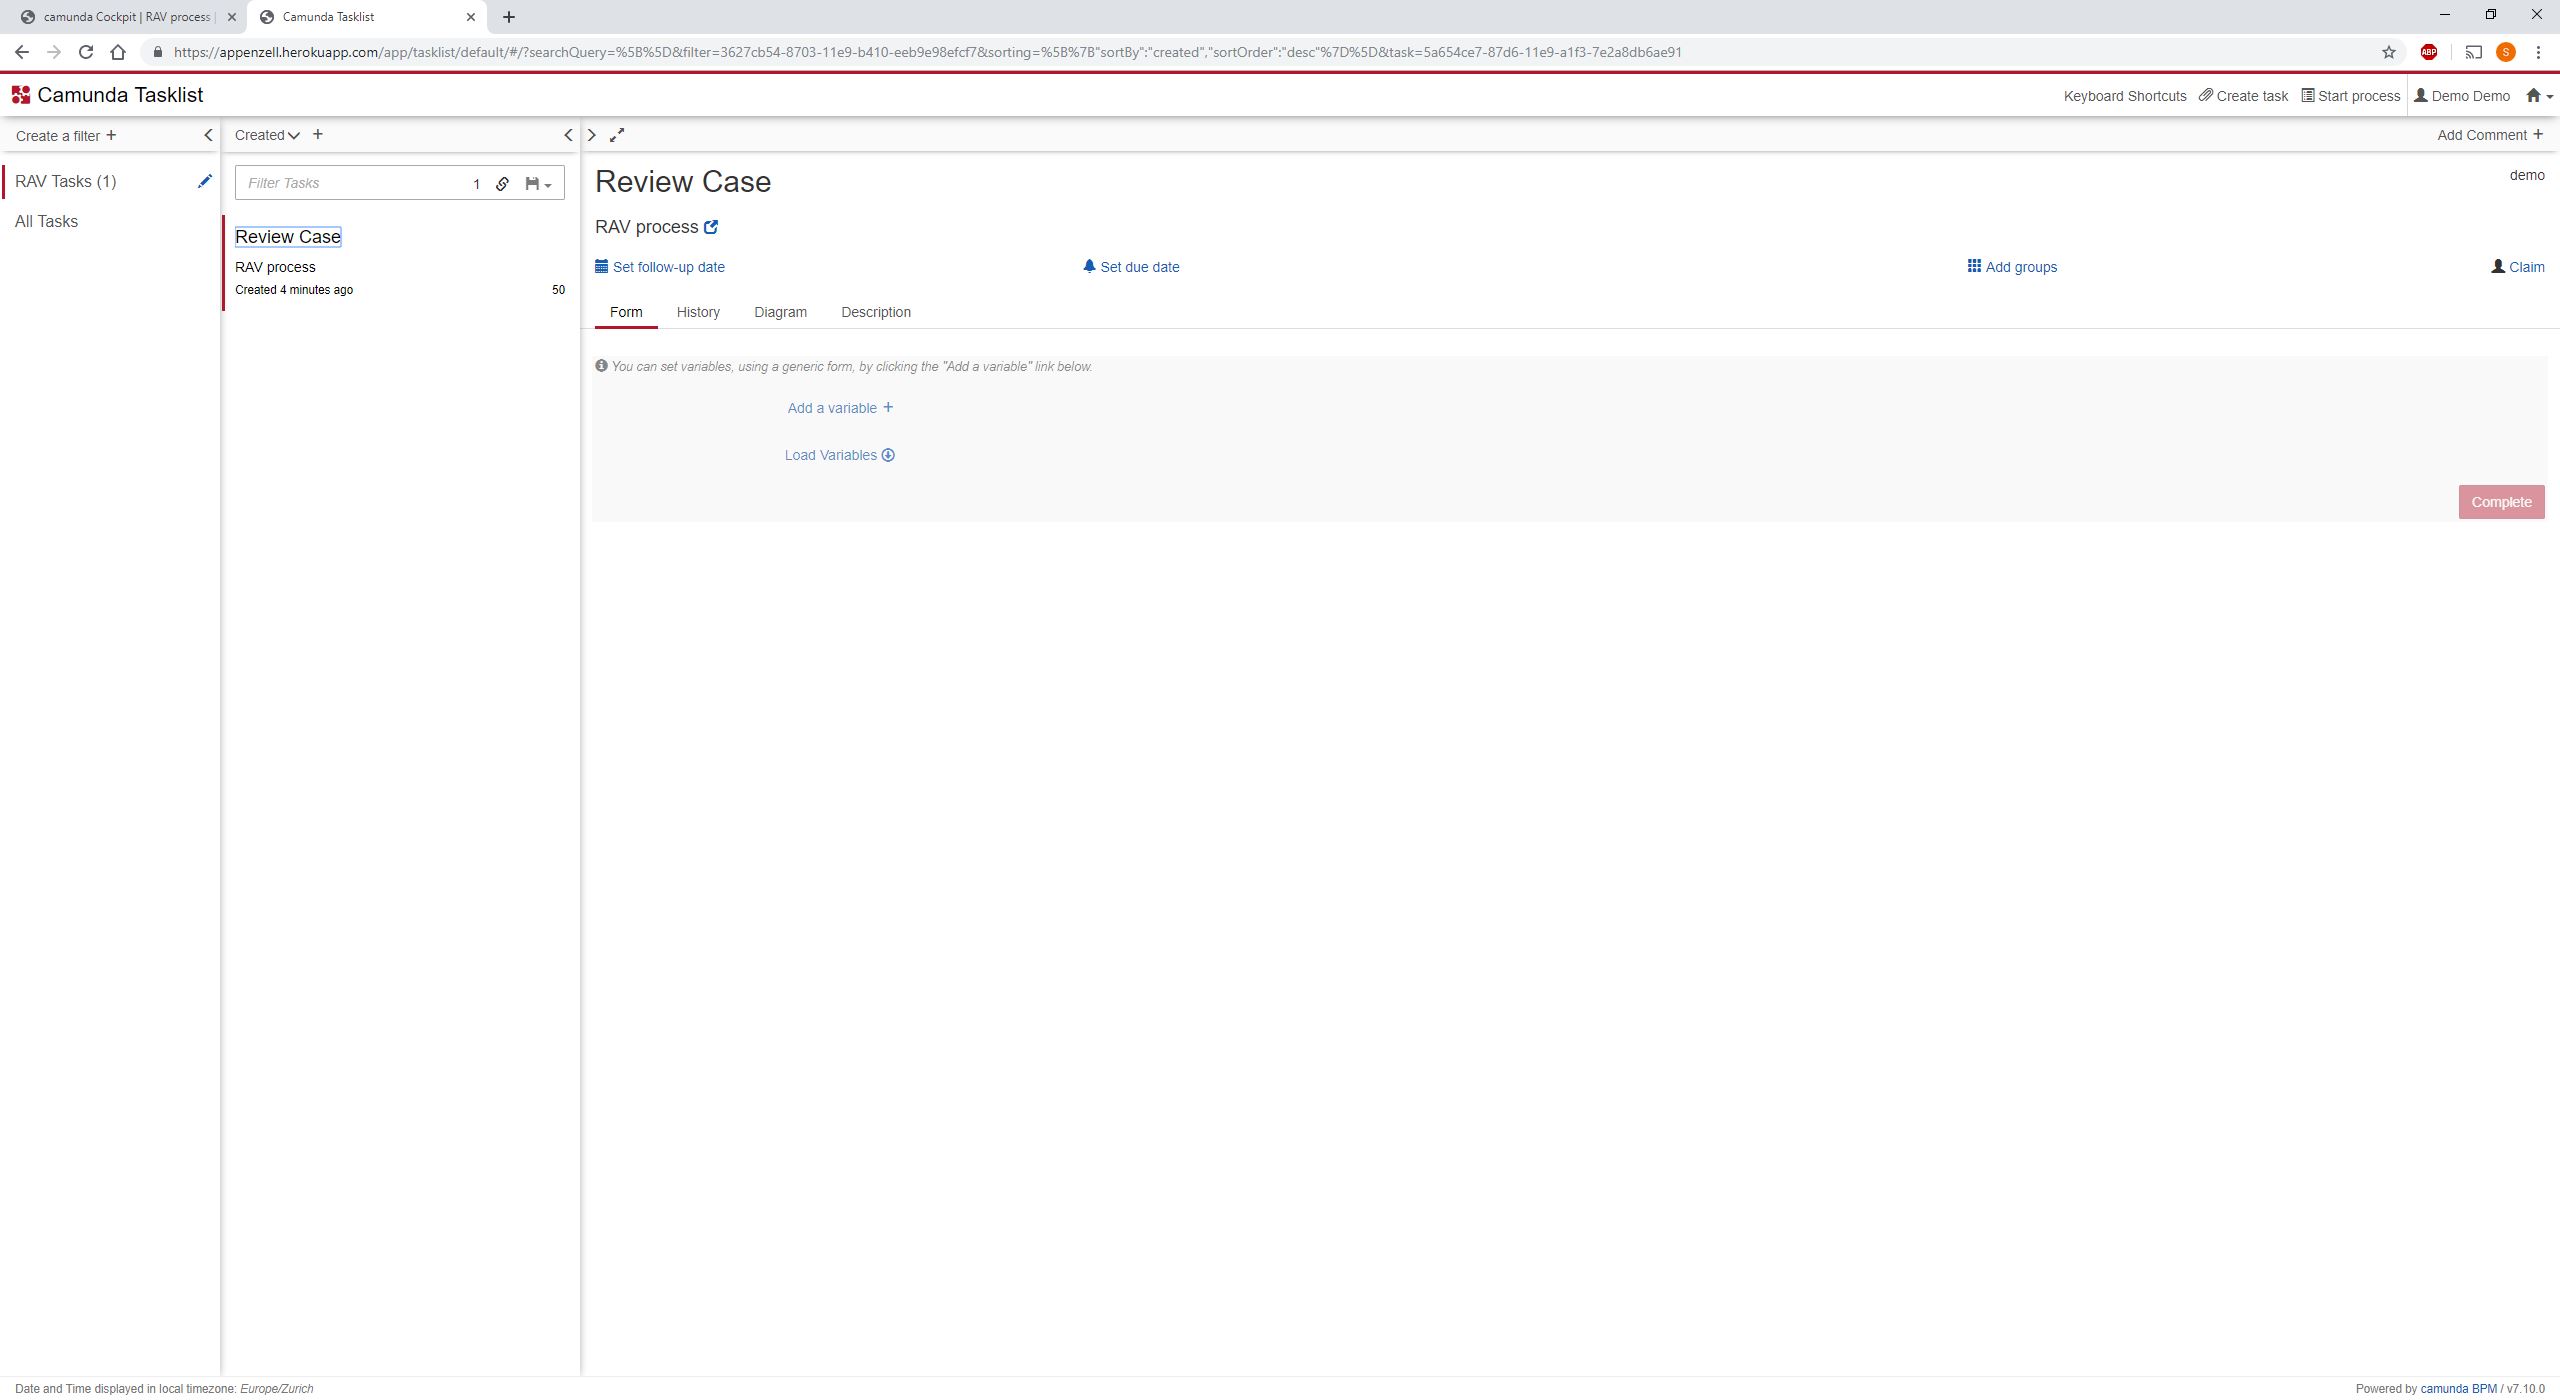 camunda Cockpit | RAV process |
Camunda Tasklist
https://appenzell.herokuapp.com/app/tasklist/default/#/?searchQuery=%5B%5D&filter=3627cb54-8703-11e9-b410-eeb9e98efcf7&sorting=%5B%7B"sortBy":"created","sortOrder":"desc"%7D%5D&task=5a654ce7-87d6-11e9-a1f3-7e2a8db6ae91
ABP
S
Camunda Tasklist
Keyboard Shortcuts
Create task
Start process
Demo Demo
Create a filter +
Created
+
Add Comment +
RAV Tasks (1)
All Tasks
Filter Tasks
1
Review Case
RAV process
Created 4 minutes ago
50
Review Case
demo
RAV process
Set follow-up date
Set due date
Add groups
Claim
Form
History
Diagram
Description
You can set variables, using a generic form, by clicking the "Add a variable" link below.
Add a variable +
Load Variables
Complete
Date and Time displayed in local timezone: Europe/Zurich
Powered by camunda BPM / v7.10.0